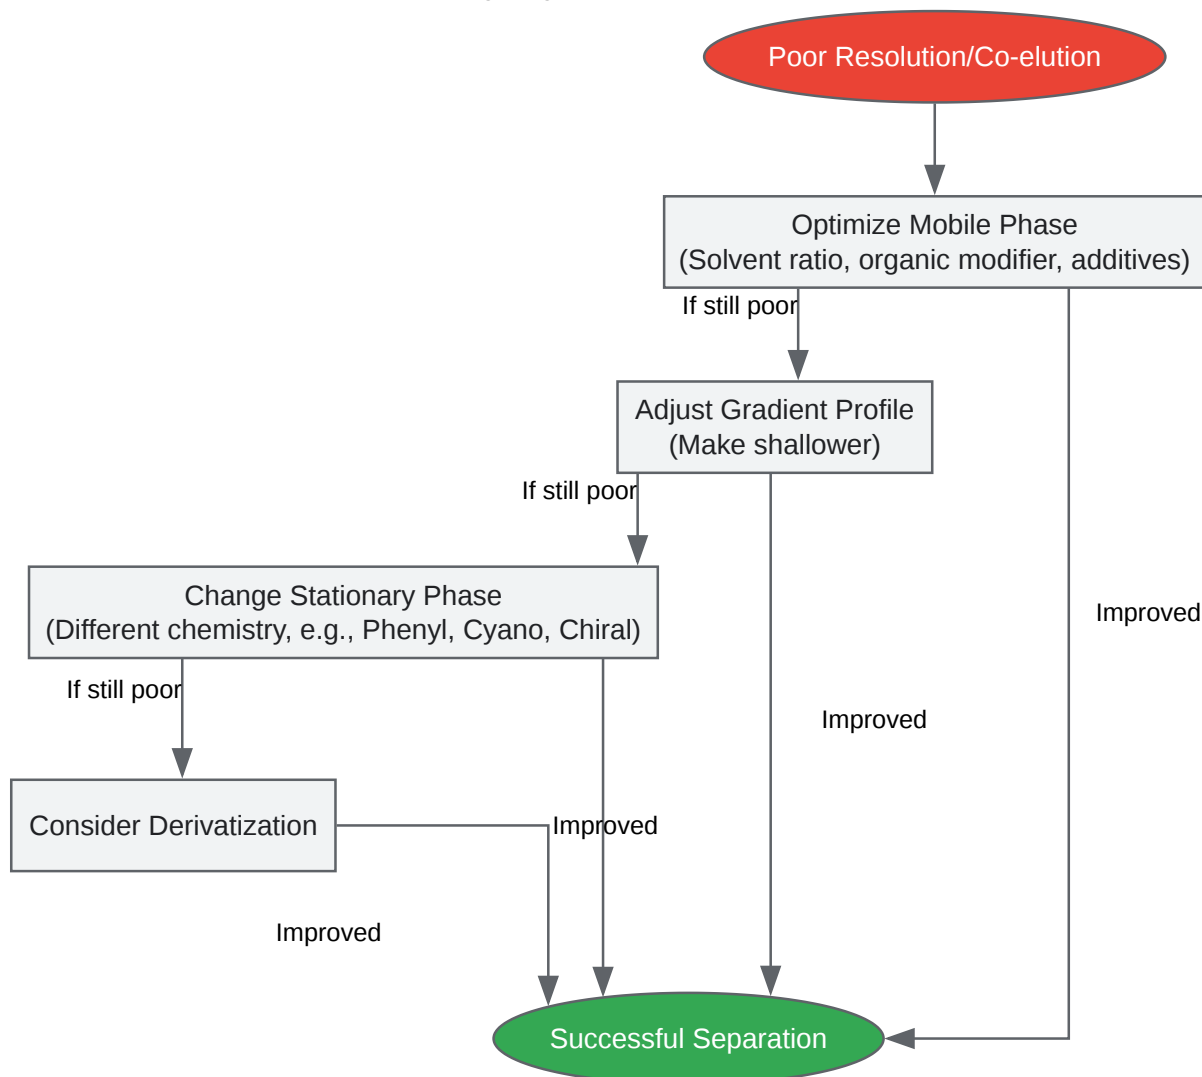 Poor Resolution/Co-elution
Optimize Mobile Phase
(Solvent ratio, organic modifier, additives)
If still poor
Adjust Gradient Profile
(Make shallower)
If still poor
Change Stationary Phase
(Different chemistry, e.g., Phenyl, Cyano, Chiral)
Improved
If still poor
Improved
Consider Derivatization
Improved
Improved
Successful Separation